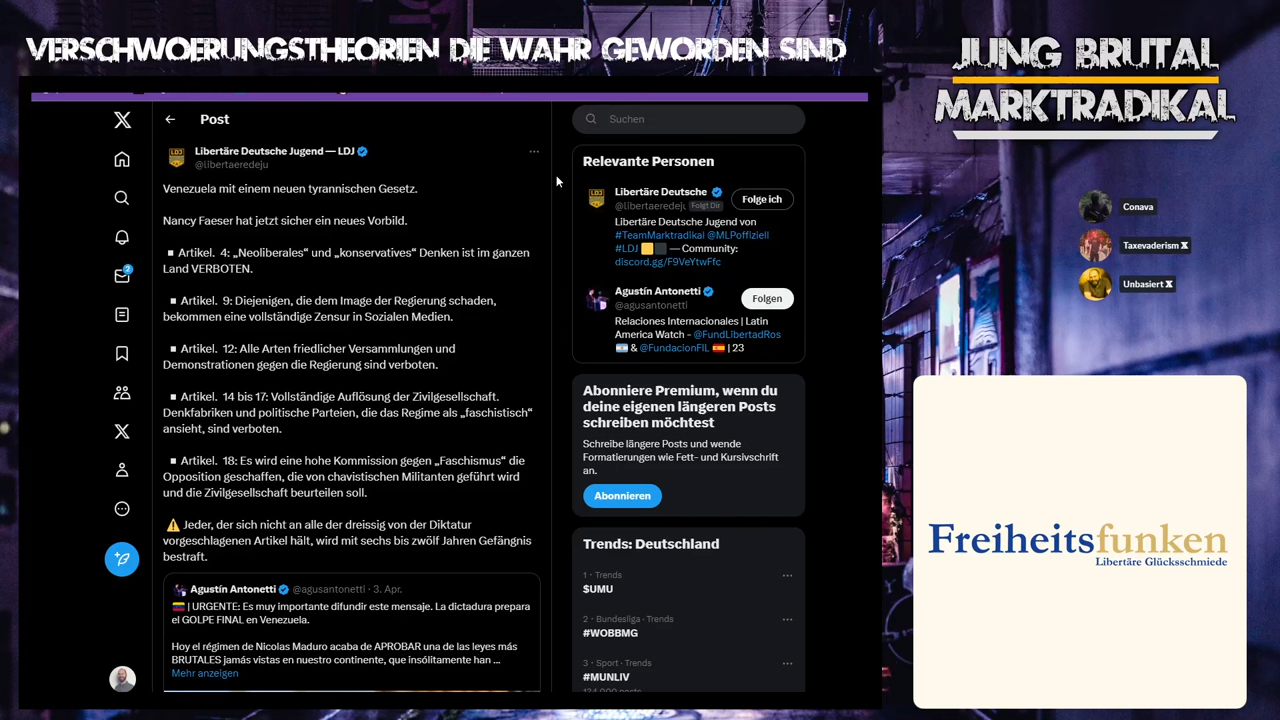 VERSCHWOERUNGSTHEORIEN DIE WAHR GEWORDEN SIND
JUNG BRUTAL
MARKTRADIKAL
Post
Libertäre Deutsche Jugend — LDJ
@libertaeredeju
Venezuela mit einem neuen tyrannischen Gesetz.
Nancy Faeser hat jetzt sicher ein neues Vorbild.
◾Artikel. 4: „Neoliberales“ und „konservatives“ Denken ist im ganzen
Land VERBOTEN.
◾Artikel. 9: Diejenigen, die dem Image der Regierung schaden,
bekommen eine vollständige Zensur in Sozialen Medien.
◾Artikel. 12: Alle Arten friedlicher Versammlungen und
Demonstrationen gegen die Regierung sind verboten.
◾Artikel. 14 bis 17: Vollständige Auflösung der Zivilgesellschaft.
Denkfabriken und politische Parteien, die das Regime als „faschistisch“
ansieht, sind verboten.
◾Artikel. 18: Es wird eine hohe Kommission gegen „Faschismus“ die
Opposition geschaffen, die von chavistischen Militanten geführt wird
und die Zivilgesellschaft beurteilen soll.
⚠️ Jeder, der sich nicht an alle der dreissig von der Diktatur
vorgeschlagenen Artikel hält, wird mit sechs bis zwölf Jahren Gefängnis
bestraft.
Agustín Antonetti @agusantonetti · 3. Apr.
🇻🇪 | URGENTE: Es muy importante difundir este mensaje. La dictadura prepara
el GOLPE FINAL en Venezuela.
Hoy el régimen de Nicolas Maduro acaba de APROBAR una de las leyes más
BRUTALES jamás vistas en nuestro continente, que insólitamente han ...
Mehr anzeigen
2
Suchen
Relevante Personen
Libertäre Deutsche
@libertaeredeju Folgt Dir
Folge ich
Libertäre Deutsche Jugend von
#TeamMarktradikal @MLPoffiziell
#LDJ 🟨⬛ — Community:
discord.gg/F9VeYtwFfc
Agustín Antonetti
@agusantonetti
Folgen
Relaciones Internacionales | Latin
America Watch - @FundLibertadRos
🇦🇷 & @FundacionFIL 🇪🇸 | 23
Abonniere Premium, wenn du
deine eigenen längeren Posts
schreiben möchtest
Schreibe längere Posts und wende
Formatierungen wie Fett- und Kursivschrift
an.
Abonnieren
Trends: Deutschland
1 · Trends
$UMU
2 · Bundesliga · Trends
#WOBBMG
3 · Sport · Trends
#MUNLIV
Conava
Taxevaderism X
Unbasiert X
Freiheitsfunken
Libertäre Glücksschmiede